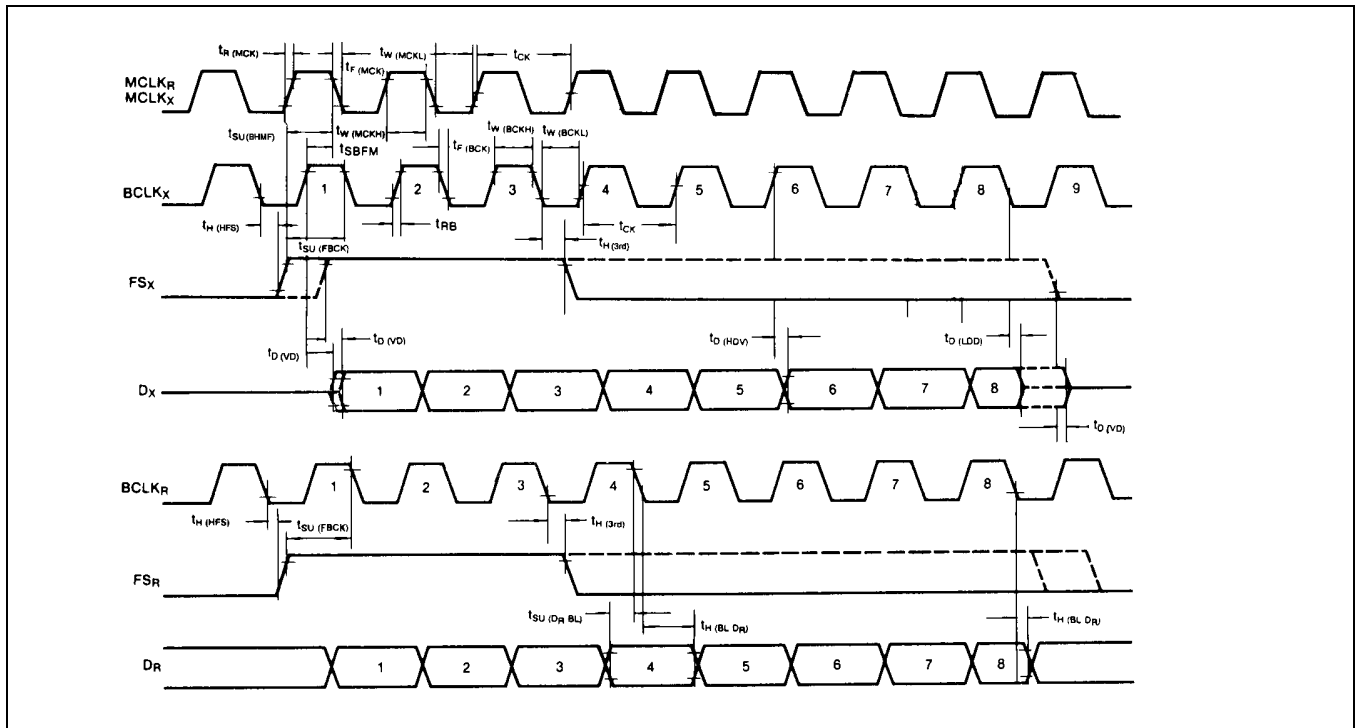 tR (MCK) tW (MCKL) tCK
tF (MCK)
MCLKR
MCLKX
tSU(BHMF) tW (MCKH) tW (BCKH) tW (BCKL)
tSBFM tF (BCK)
BCLKX 1 2 3 4 5 6 7 8 9
tH (HFS) tRB tCK
tSU (FBCK) tH (3rd)
FSX
tD (VD) tD (HDV) tD (LDD)
tD (VD)
DX 1 2 3 4 5 6 7 8
tD (VD)
BCLKR 1 2 3 4 5 6 7 8
tH (HFS) tSU (FBCK) tH (3rd)
FSR
tSU (DR BL) tH (BL DR) tH (BL DR)
DR 1 2 3 4 5 6 7 8